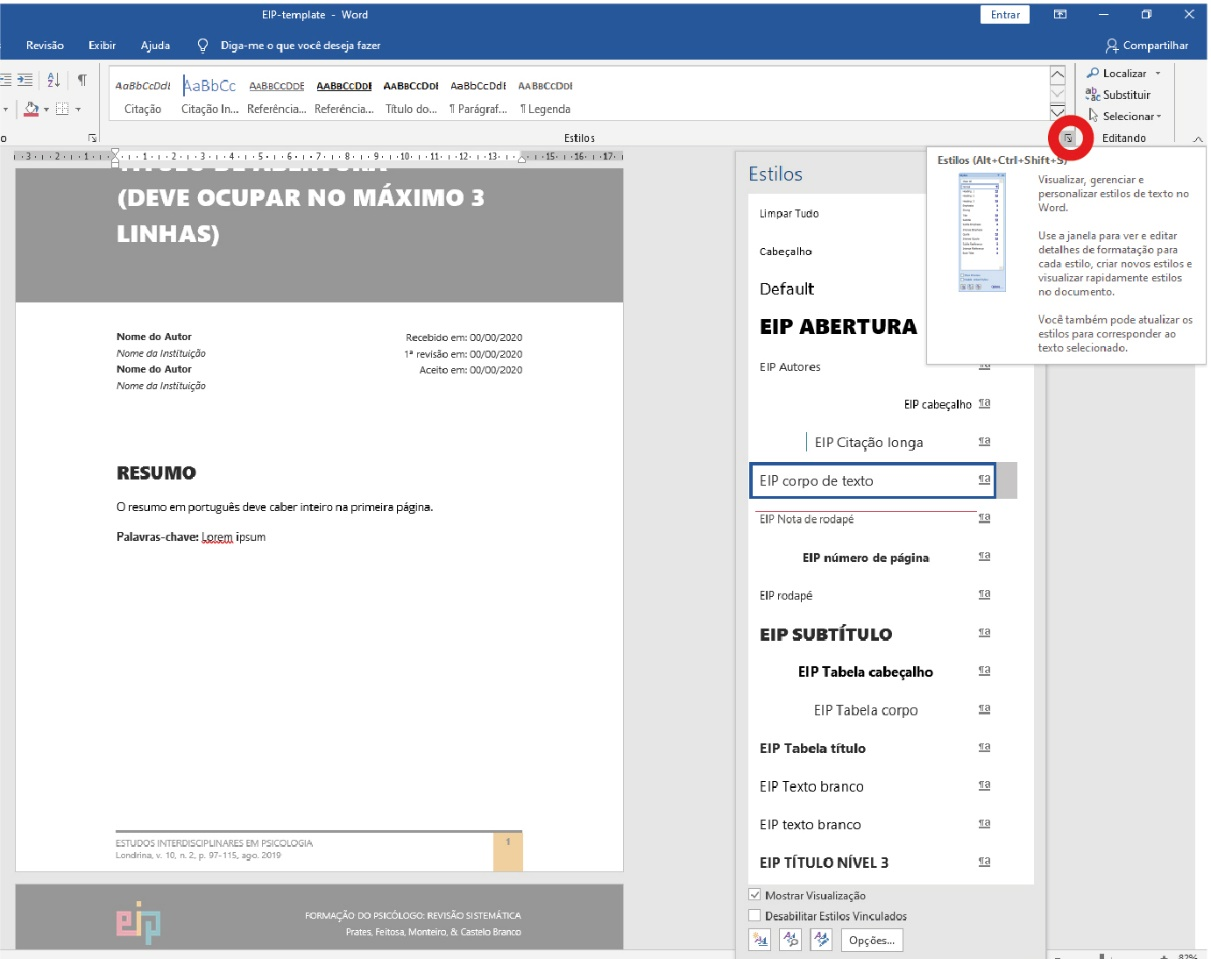 EIP-template - Word
Entrar
Revisão Exibir Ajuda Diga-me o que você deseja fazer
Compartilhar
AaBbCcDdI AaBbCc AABBCCDDE AABBCCDDI AABBCCDDI AaBbCcDdI AABBCCDDI
Citação Citação In... Referência... Referência... Título do... ¶ Parágraf... ¶ Legenda
Estilos
Localizar
Substituir
Selecionar
Editando
(DEVE OCUPAR NO MÁXIMO 3
LINHAS)
Nome do Autor
Nome da Instituição
Nome do Autor
Nome da Instituição
Recebido em: 00/00/2020
1ª revisão em: 00/00/2020
Aceito em: 00/00/2020
RESUMO
O resumo em português deve caber inteiro na primeira página.
Palavras-chave: Lorem ipsum
ESTUDOS INTERDISCIPLINARES EM PSICOLOGIA
Londrina, v. 10, n. 2, p. 97-115, ago. 2019
1
eip
FORMAÇÃO DO PSICÓLOGO: REVISÃO SISTEMÁTICA
Prates, Feitosa, Monteiro, & Castelo Branco
Estilos
Limpar Tudo
Cabeçalho
Default
EIP ABERTURA
EIP Autores
EIP cabeçalho
EIP Citação longa
EIP corpo de texto
EIP Nota de rodapé
EIP número de página
EIP rodapé
EIP SUBTÍTULO
EIP Tabela cabeçalho
EIP Tabela corpo
EIP Tabela título
EIP Texto branco
EIP texto branco
EIP TÍTULO NÍVEL 3
Mostrar Visualização
Desabilitar Estilos Vinculados
Opções...
Estilos (Alt+Ctrl+Shift+S)
Visualizar, gerenciar e
personalizar estilos de texto no
Word.
Use a janela para ver e editar
detalhes de formatação para
cada estilo, criar novos estilos e
visualizar rapidamente estilos
no documento.
Você também pode atualizar os
estilos para corresponder ao
texto selecionado.
82%